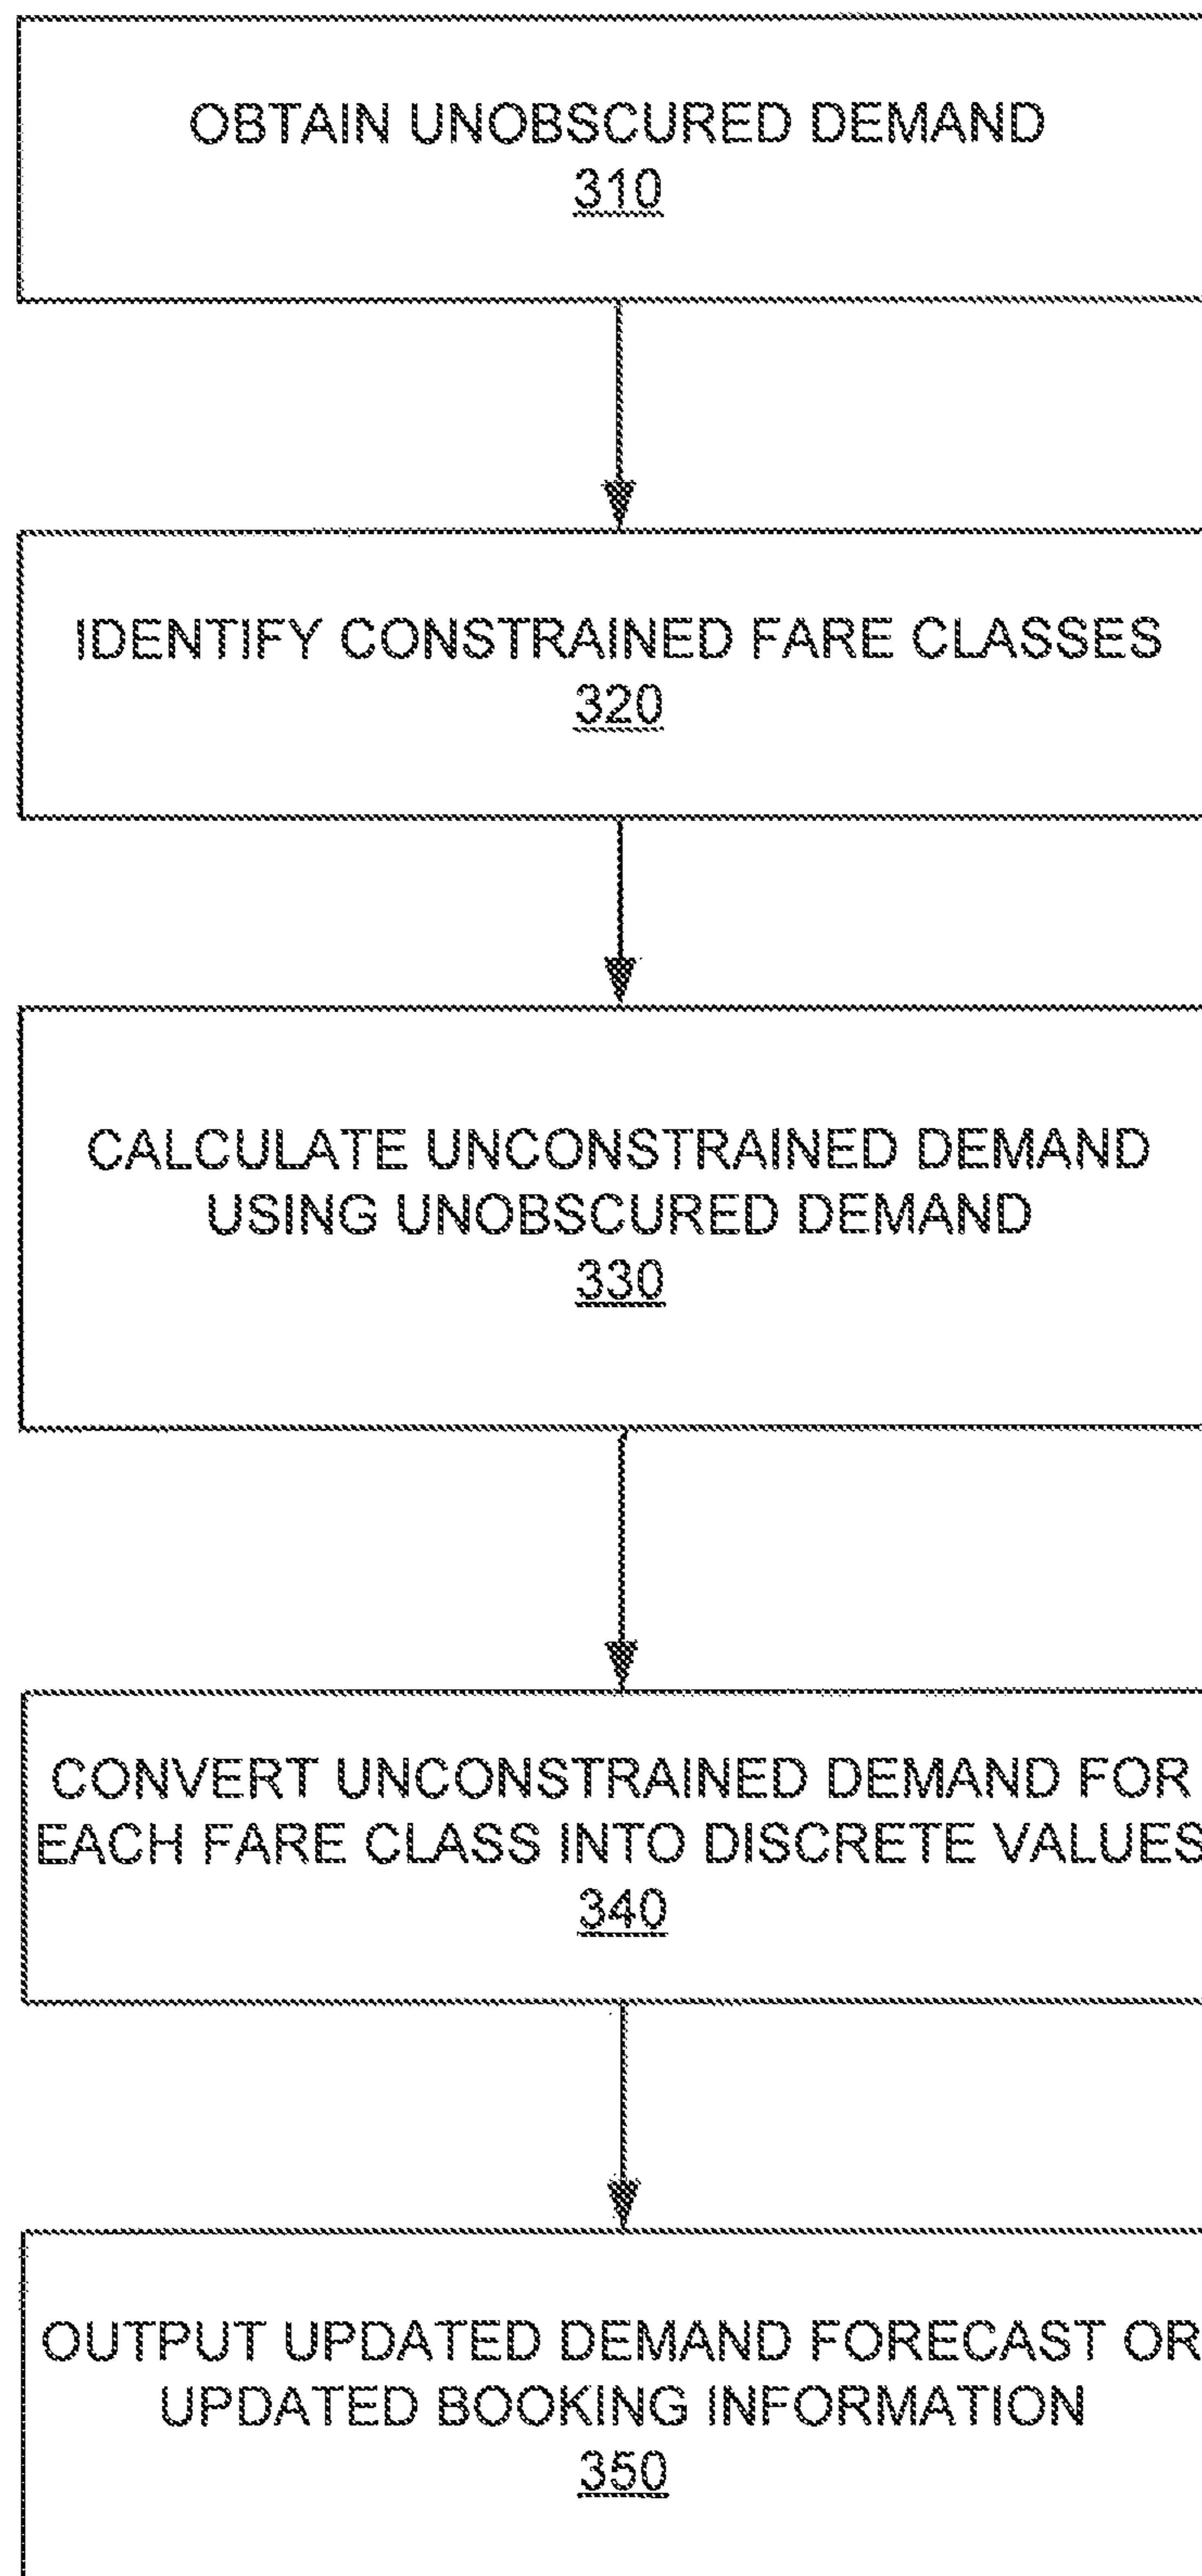 OBTAIN UNOBSCURED DEMAND
310
IDENTIFY CONSTRAINED FARE CLASSES
320
CALCULATE UNCONSTRAINED DEMAND
USING UNOBSCURED DEMAND
330
CONVERT UNCONSTRAINED DEMAND FOR
EACH FARE CLASS INTO DISCRETE VALUES
340
OUTPUT UPDATED DEMAND FORECAST OR
UPDATED BOOKING INFORMATION
350